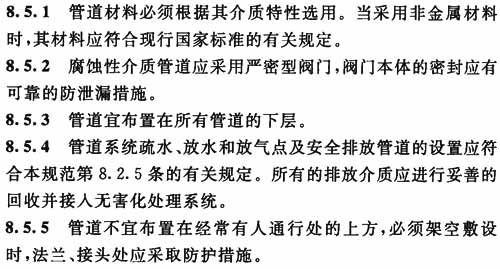 8.5.1 管道材料必须根据其介质特性选用。当采用非金属材料
时,其材料应符合现行国家标准的有关规定。
8.5.2 腐蚀性介质管道应采用严密型阀门,阀门本体的密封应有
可靠的防泄漏措施。
8.5.3 管道宜布置在所有管道的下层。
8.5.4 管道系统疏水、放水和放气点及安全排放管道的设置应符
合本规范第 8.2.5 条的有关规定。所有的排放介质应进行妥善的
回收并接人无害化处理系统。
8.5.5 管道不宜布置在经常有人通行处的上方,必须架空敷设
时,法兰、接头处应采取防护措施。